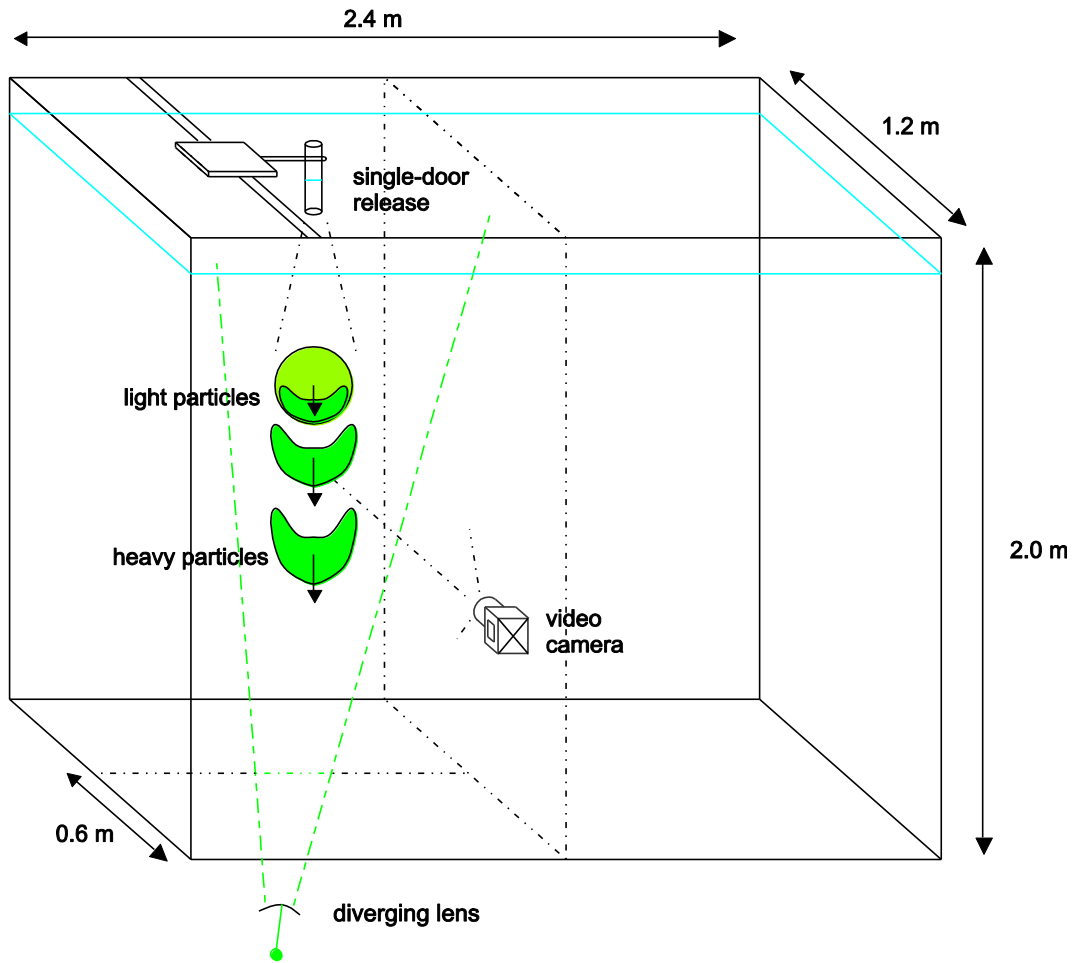 2.4 m
1.2 m
single-door
release
light particles
heavy particles
2.0 m
video
camera
0.6 m
diverging lens